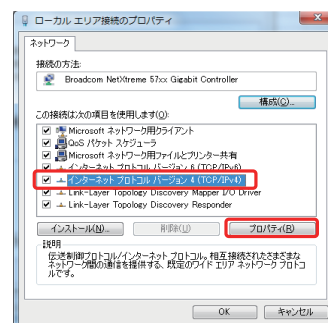 ローカル エリア接続のプロパティ
ネットワーク
接続の方法:
Broadcom NetXtreme 57xx Gigabit Controller
構成(C)...
この接続は次の項目を使用します(O):
Microsoft ネットワーク用クライアント
QoS パケット スケジューラ
Microsoft ネットワーク用ファイルとプリンター共有
インターネット プロトコル バージョン 6 (TCP/IPv6)
インターネット プロトコル バージョン 4 (TCP/IPv4)
Link-Layer Topology Discovery Mapper I/O Driver
Link-Layer Topology Discovery Responder
インストール(N)...
削除(U)
プロパティ(R)
説明
伝送制御プロトコル/インターネット プロトコル。相互接続されたさまざまな
ネットワーク間の通信を提供する、既定のワイド エリア ネットワーク プロトコ
ルです。
OK
キャンセル